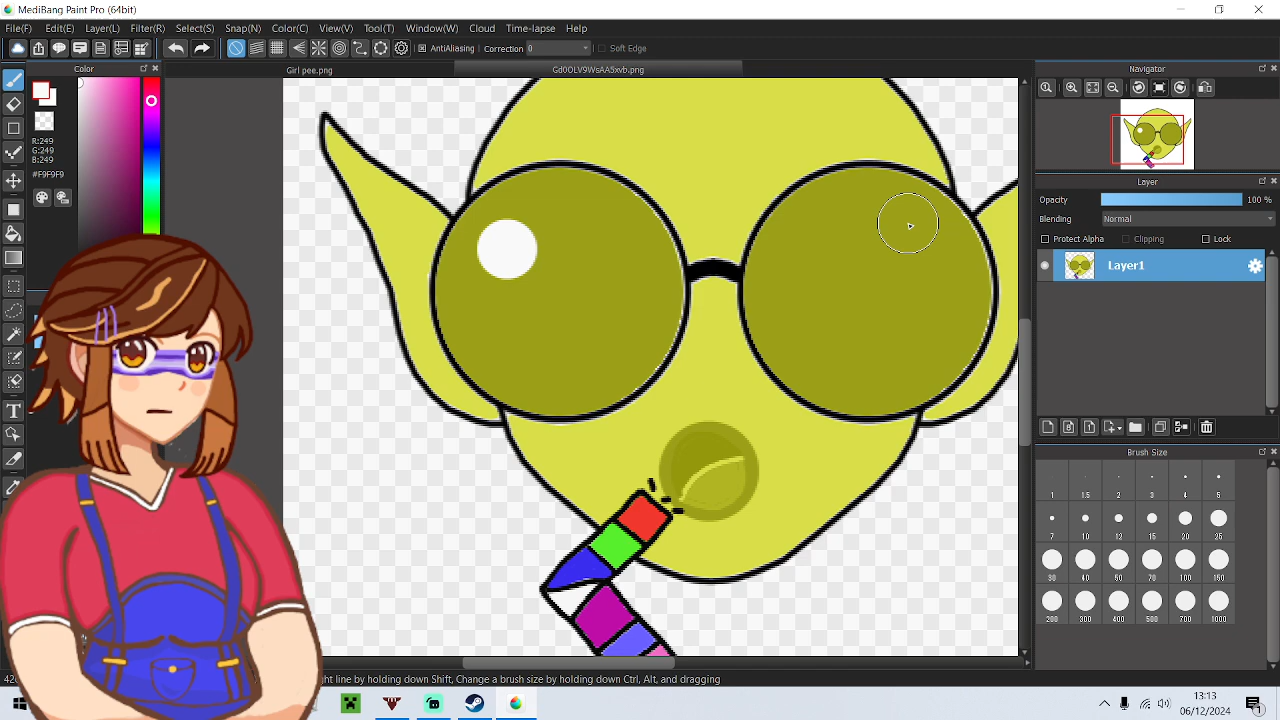 MediBang Paint Pro (64bit)
File(F) Edit(E) Layer(L) Filter(R) Select(S) Color(C) View(V) Tool(T) Window(W) Cloud Time-lapse Help
AntiAliasing Correction 0 Soft Edge
Color
Girl pee.png
Gd0OLV9WsAA5xvb.png
Navigator
R:249
G:249
B:249
#F9F9F9
Layer
Opacity 100 %
Blending Normal
Protect Alpha Clipping Lock
Layer1
Brush Size
1 1.5 2 3 4 5
7 10 12 15 20 25
30 40 50 70 100 150
200 300 400 500 700 1000
line by holding down Shift, Change a brush size by holding down Ctrl, Alt, and dragging
13:13
06/12/2024